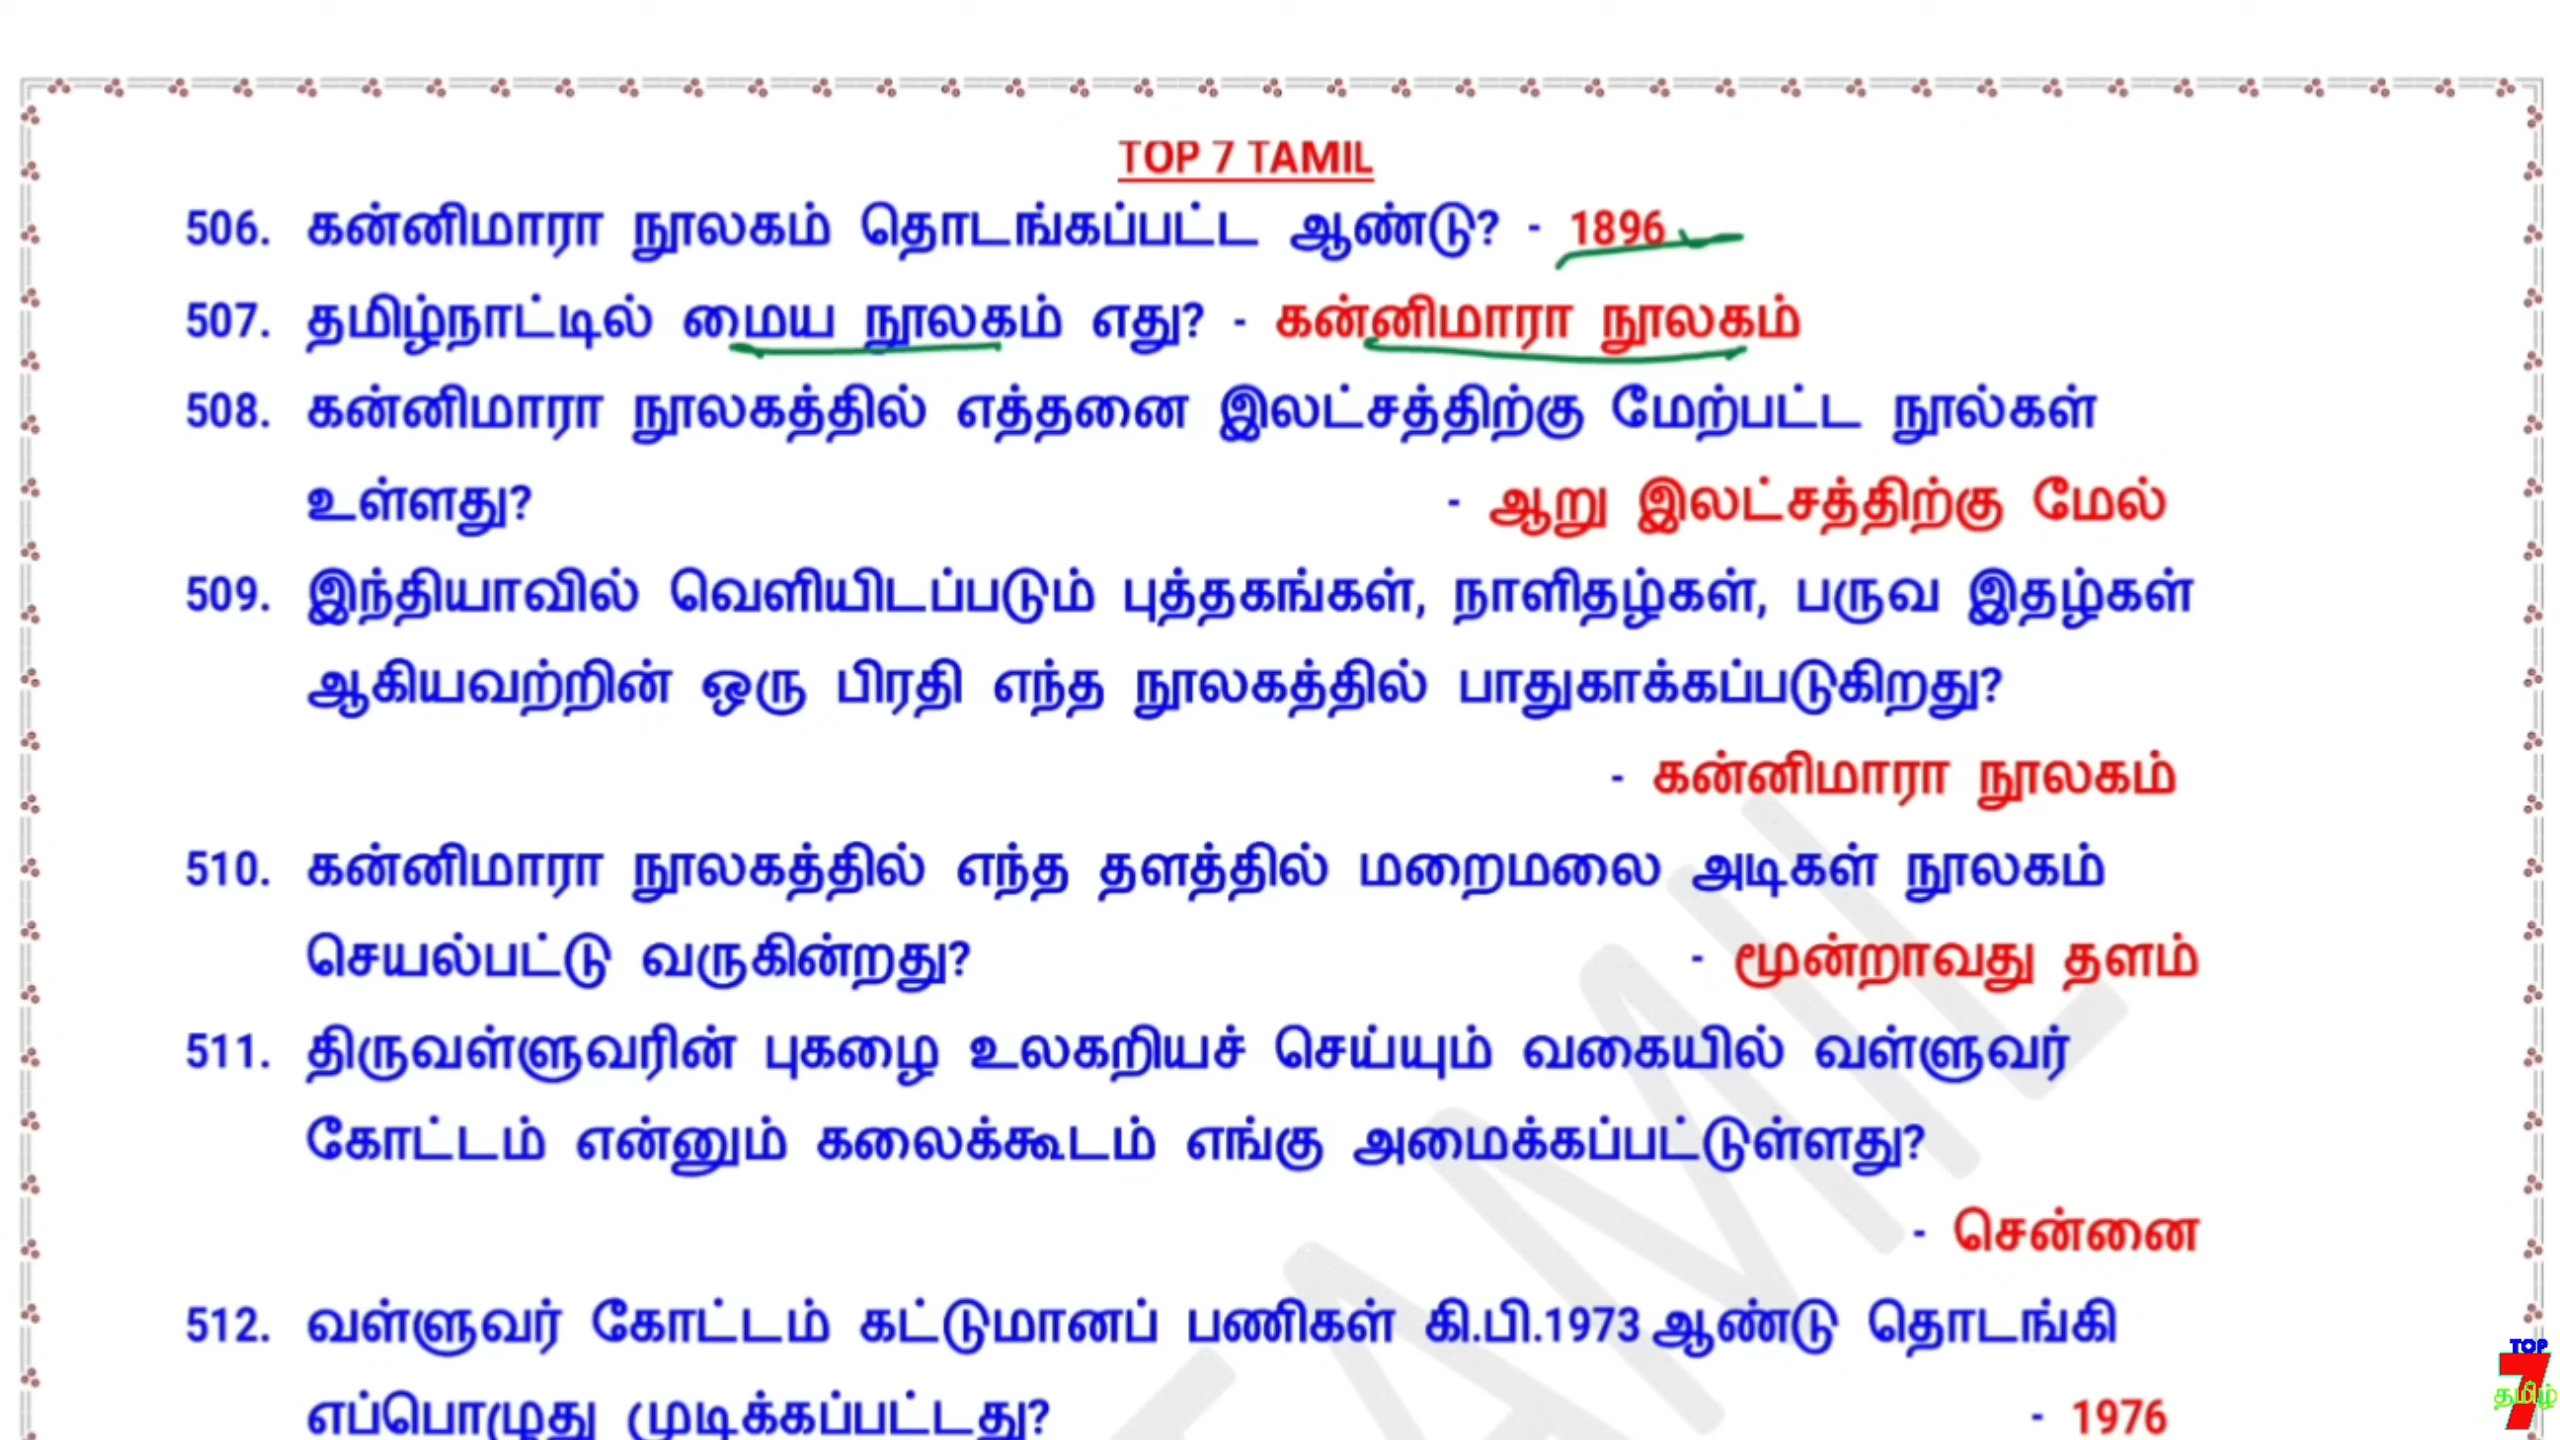 TOP 7 TAMIL
506. கன்னிமாரா நூலகம் தொடங்கப்பட்ட ஆண்டு? - 1896
507. தமிழ்நாட்டில் மைய நூலகம் எது? - கன்னிமாரா நூலகம்
508. கன்னிமாரா நூலகத்தில் எத்தனை இலட்சத்திற்கு மேற்பட்ட நூல்கள்
உள்ளது? - ஆறு இலட்சத்திற்கு மேல்
509. இந்தியாவில் வெளியிடப்படும் புத்தகங்கள், நாளிதழ்கள், பருவ இதழ்கள்
ஆகியவற்றின் ஒரு பிரதி எந்த நூலகத்தில் பாதுகாக்கப்படுகிறது?
- கன்னிமாரா நூலகம்
510. கன்னிமாரா நூலகத்தில் எந்த தளத்தில் மறைமலை அடிகள் நூலகம்
செயல்பட்டு வருகின்றது? - மூன்றாவது தளம்
511. திருவள்ளுவரின் புகழை உலகறியச் செய்யும் வகையில் வள்ளுவர்
கோட்டம் என்னும் கலைக்கூடம் எங்கு அமைக்கப்பட்டுள்ளது?
- சென்னை
512. வள்ளுவர் கோட்டம் கட்டுமானப் பணிகள் கி.பி.1973 ஆண்டு தொடங்கி
எப்பொழுது முடிக்கப்பட்டது? - 1976
TAMIL
TOP
7
தமிழ்